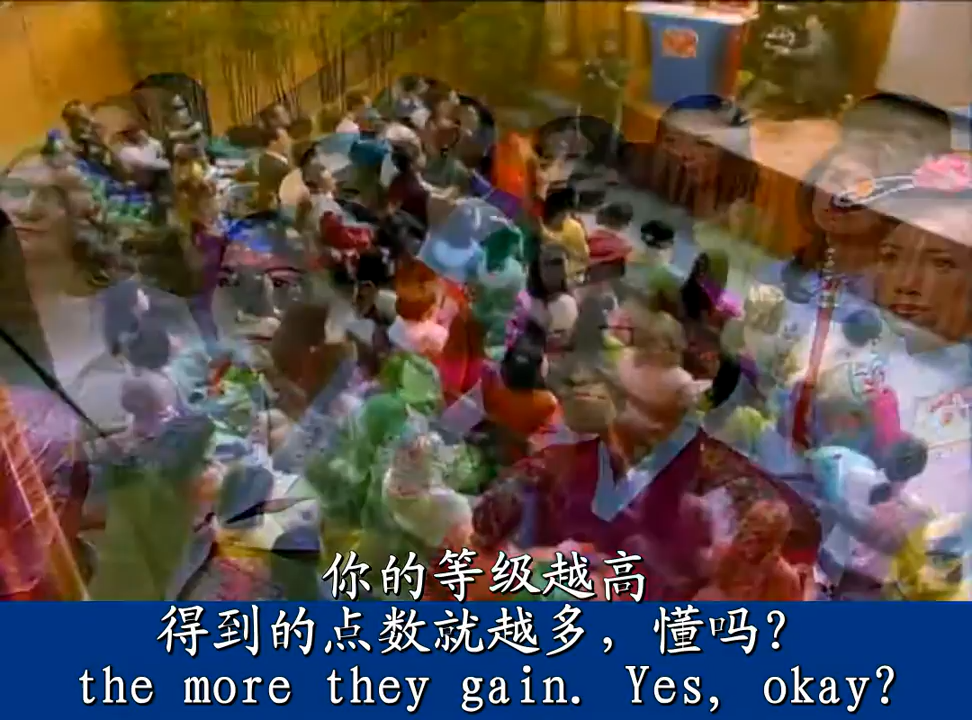 你的等级越高
得到的点数就越多，懂吗？
the more they gain. Yes, okay?